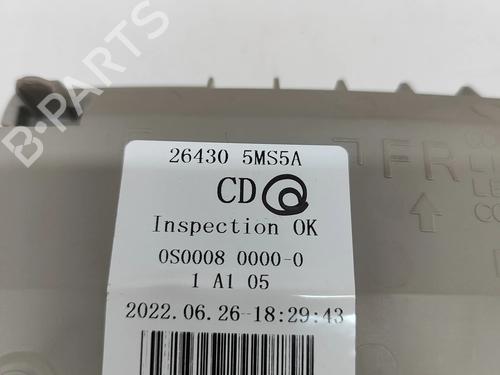 B-PARTS
26430 5MS5A
CD
Inspection OK
0S0008 0000-0
1 A1 05
2022.06.26-18:29:43
FR